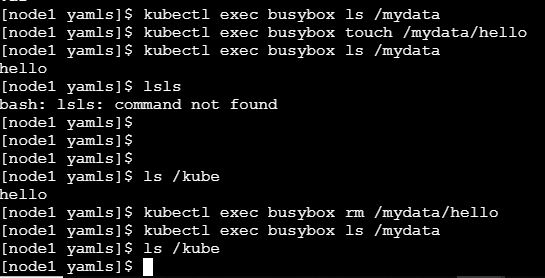 [node1 yamls]$ kubectl exec busybox ls /mydata
[node1 yamls]$ kubectl exec busybox touch /mydata/hello
[node1 yamls]$ kubectl exec busybox ls /mydata
hello
[node1 yamls]$ lsls
bash: lsls: command not found
[node1 yamls]$
[node1 yamls]$
[node1 yamls]$
[node1 yamls]$ ls /kube
hello
[node1 yamls]$ kubectl exec busybox rm /mydata/hello
[node1 yamls]$ kubectl exec busybox ls /mydata
[node1 yamls]$ ls /kube
[node1 yamls]$